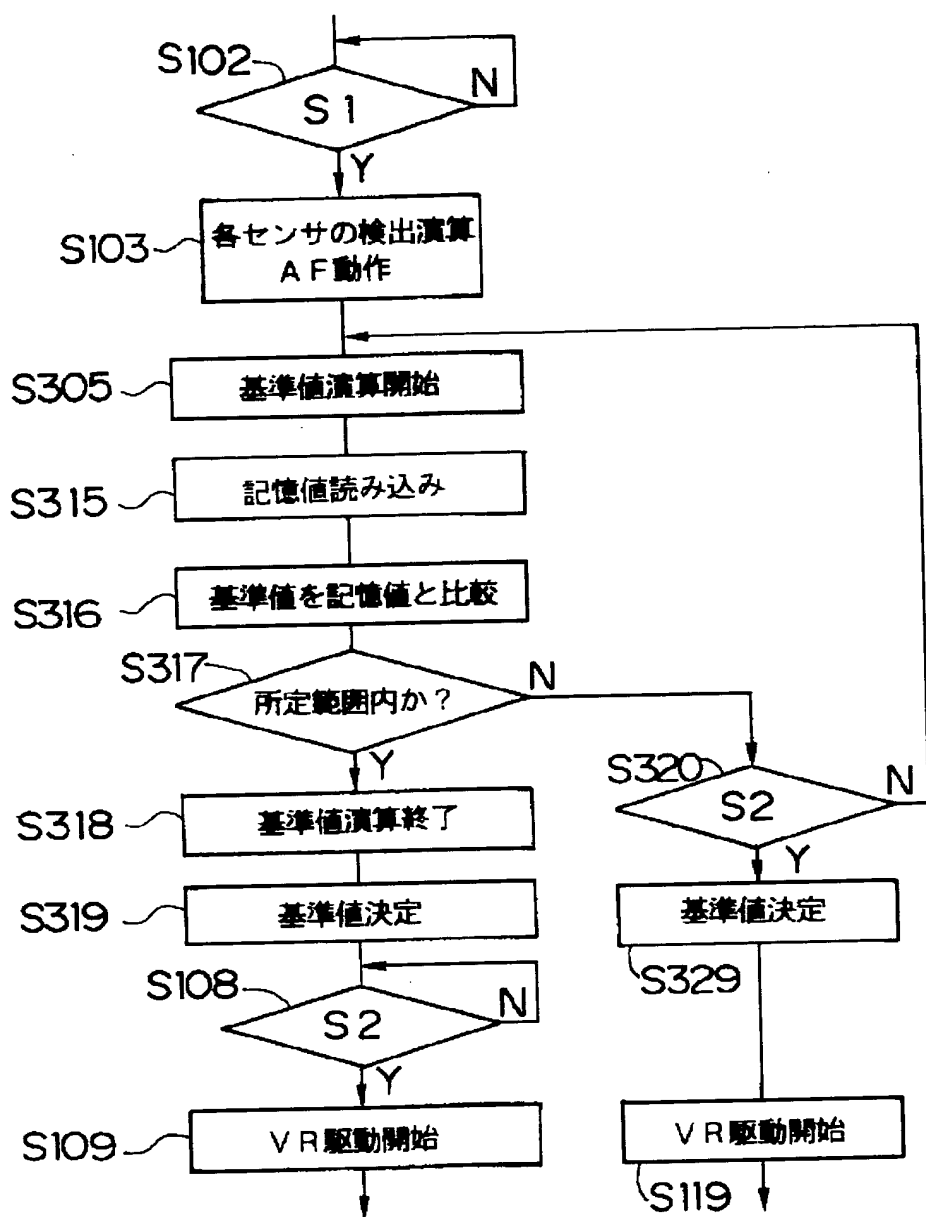 S102
S1
N
Y
S103
各センサの検出演算
AF動作
S305
基準値演算開始
S315
記憶値読み込み
S316
基準値を記憶値と比較
S317
所定範囲内か？
N
Y
S320
S2
N
Y
S318
基準値演算終了
S319
基準値決定
基準値決定
S329
S108
S2
N
Y
S109
VR駆動開始
VR駆動開始
S119